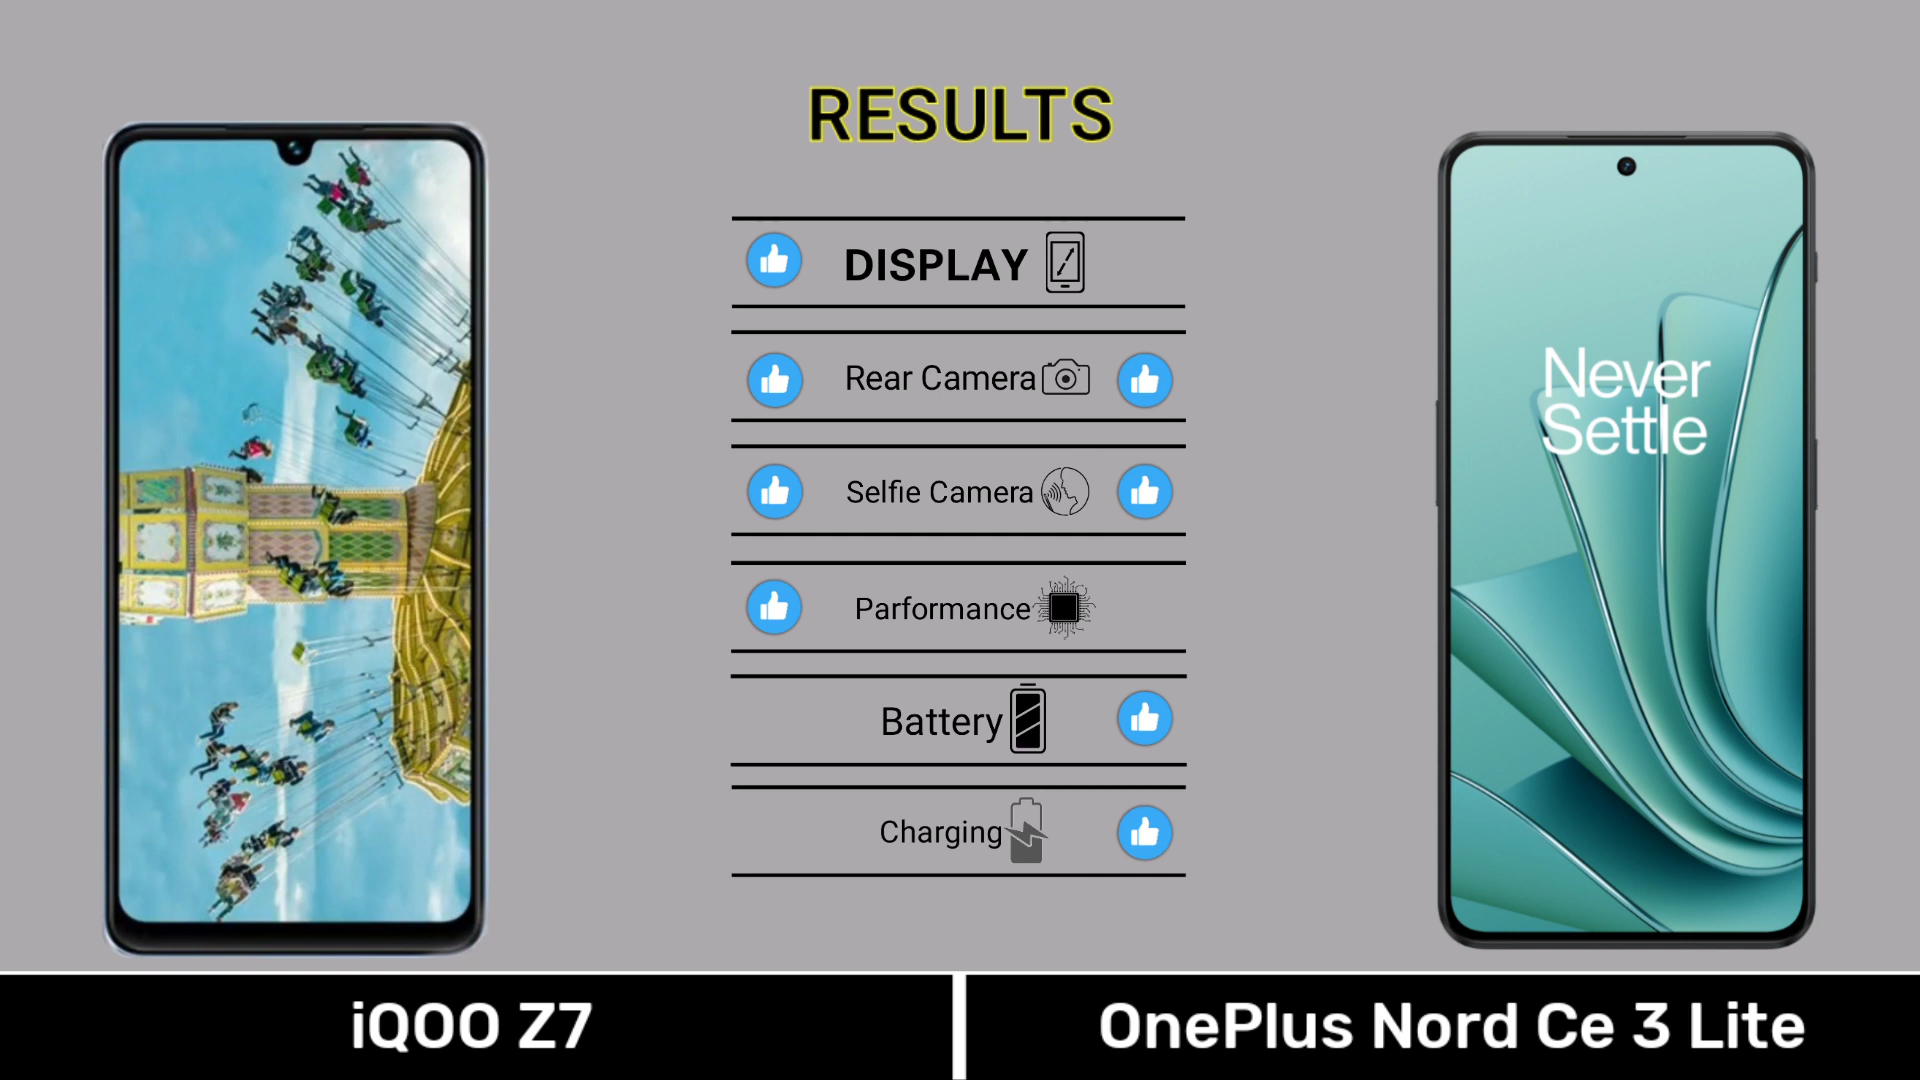 RESULTS
DISPLAY
Rear Camera
Selfie Camera
Parformance
Battery
Charging
Never
Settle
iQOO Z7
OnePlus Nord Ce 3 Lite